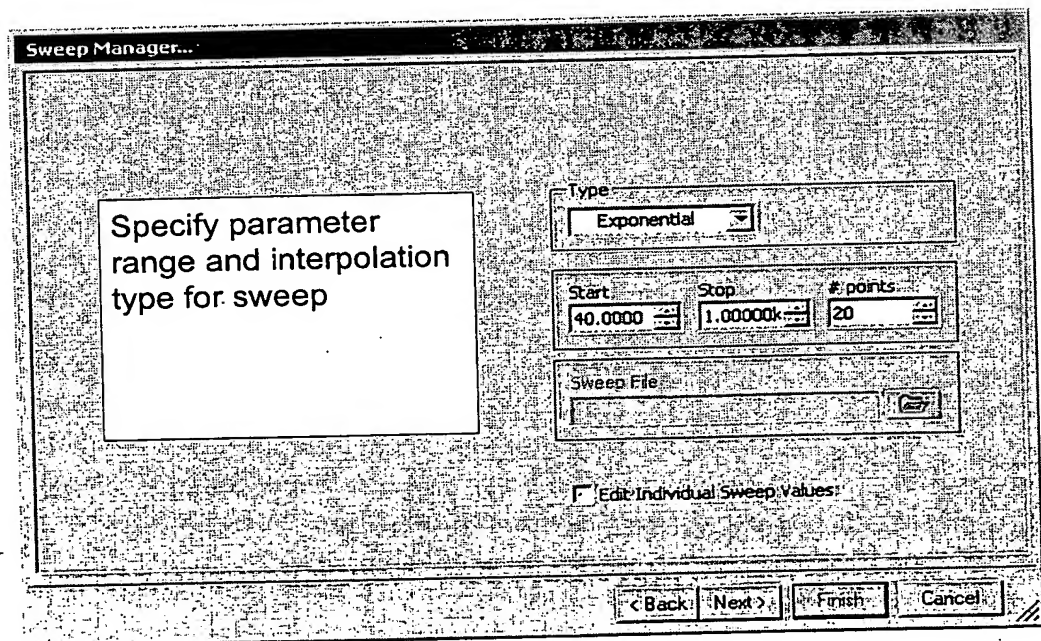 Sweep Manager...
Specify parameter
range and interpolation
type for sweep
Type
Exponential
Start
Stop
# points
40.0000
1.00000k
20
Sweep File
Edit Individual Sweep Values
< Back
Next >
Finish
Cancel